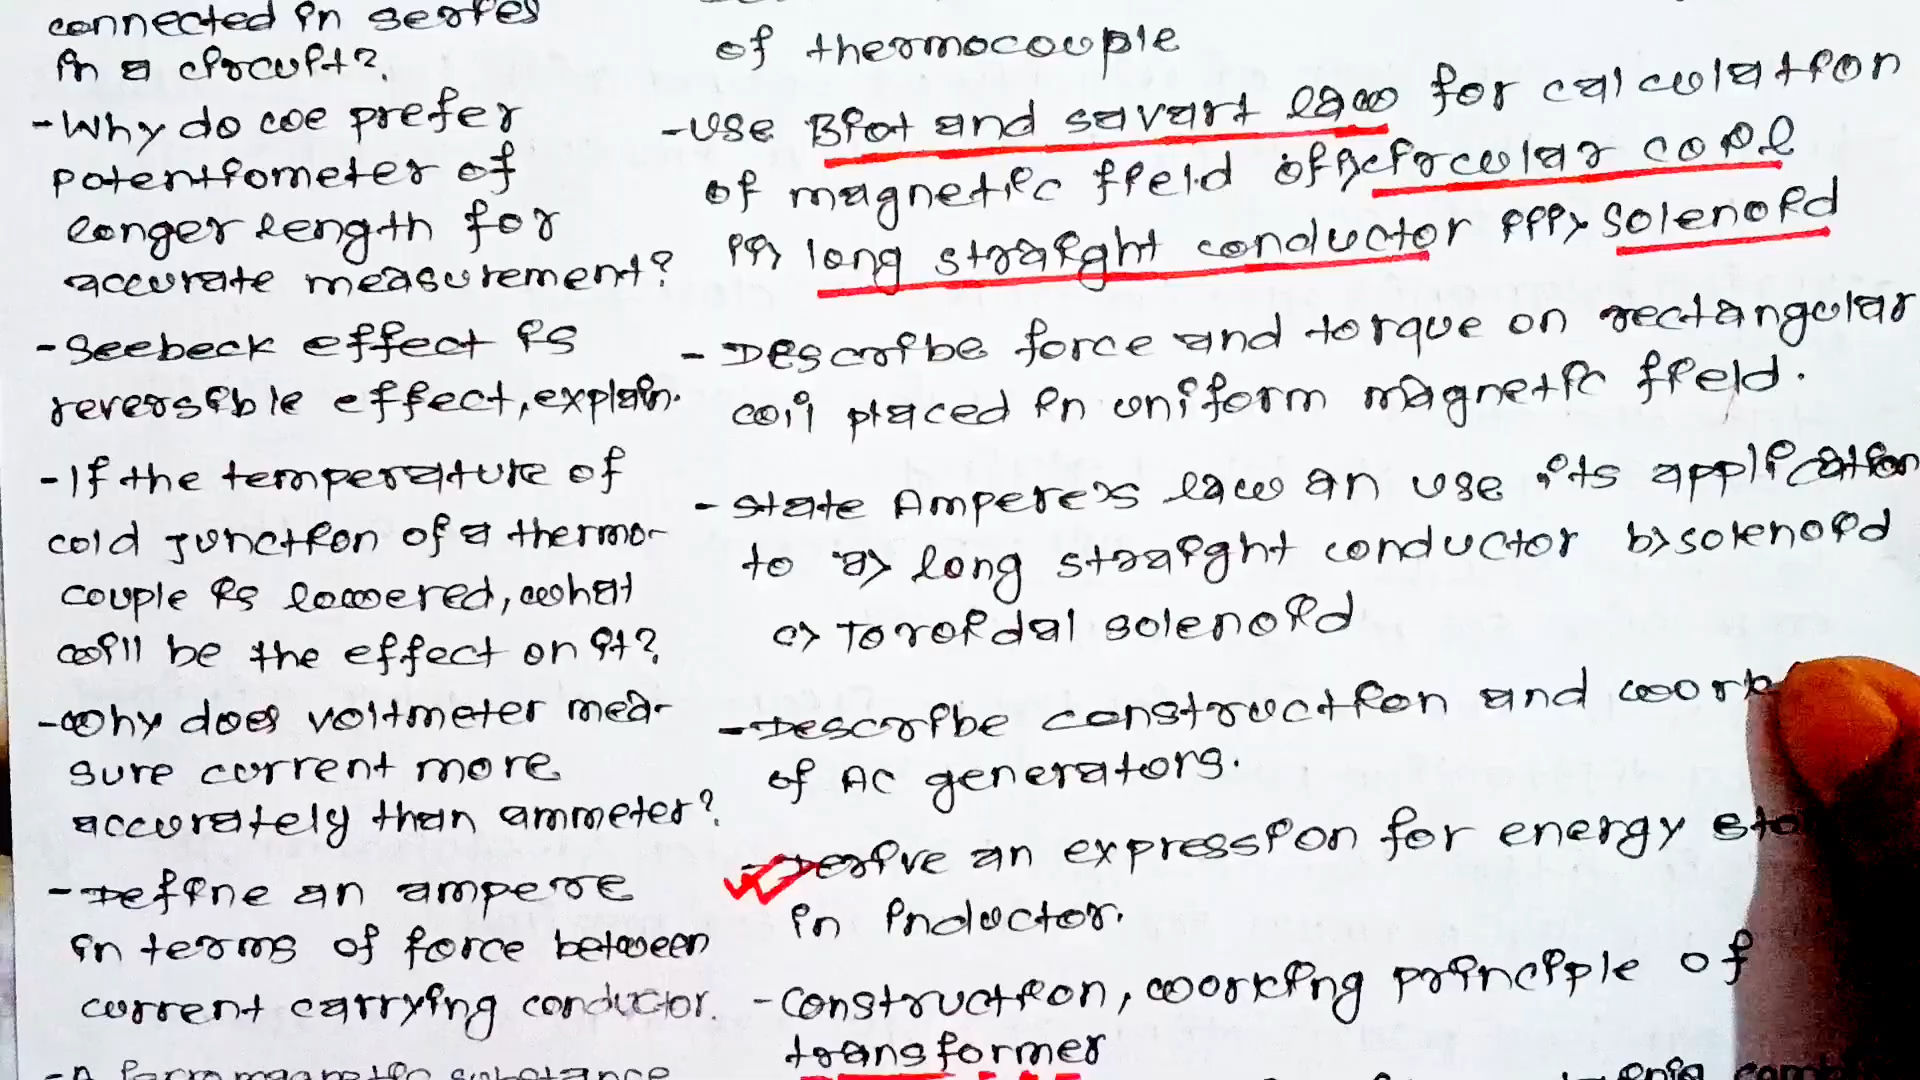 connected in series
in a circuit?
-Why do we prefer
potentiometer of
longer length for
accurate measurement?
-Seebeck effect is
reversible effect, explain.
-If the temperature of
cold junction of a thermo-
couple is lowered, what
will be the effect on it?
-Why does voltmeter mea-
sure current more
accurately than ammeter?
-Define an ampere
in terms of force between
current carrying conductor.
-A ferromagnetic substance
of thermocouple
-Use Biot and savart law for calculation
of magnetic field of i> circular coil
ii> long straight conductor iii> Solenoid
- Describe force and torque on rectangular
coil placed in uniform magnetic field.
- State Ampere's law an use its application
to a> long straight conductor b> solenoid
c> Toroidal solenoid
-Describe construction and work
of AC generators.
-Derive an expression for energy sto
in inductor.
-Construction, working principle of
transformer